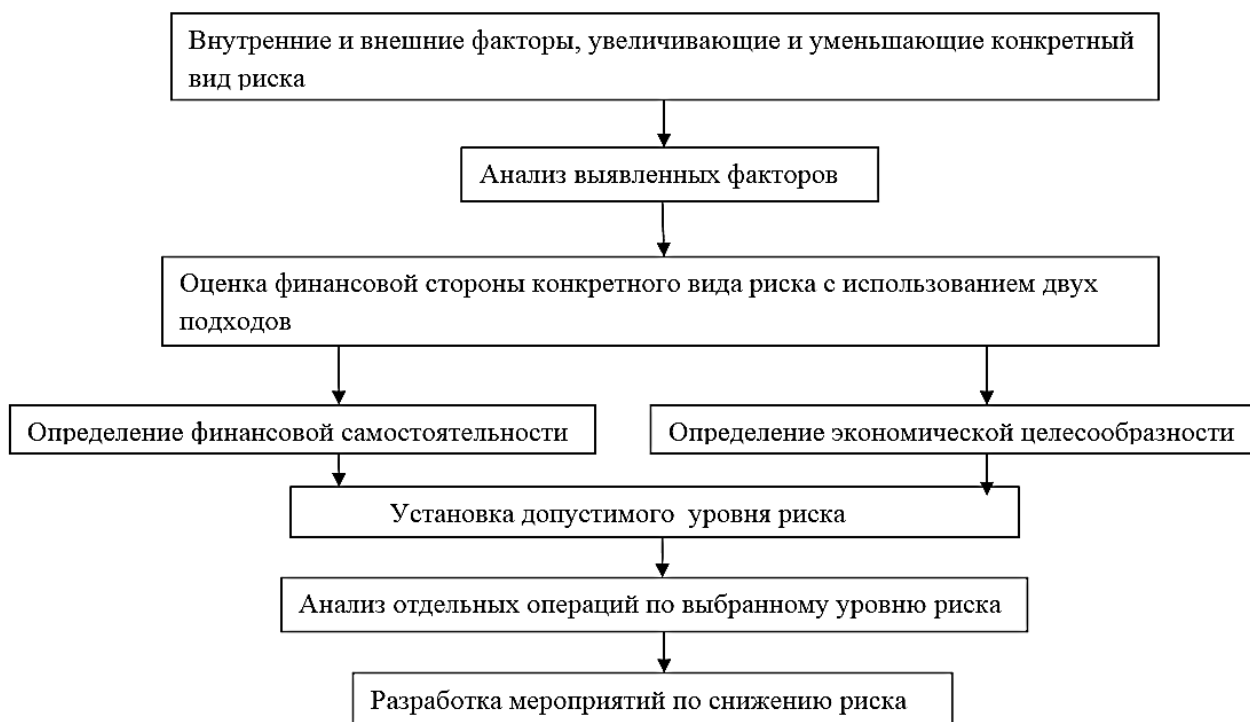 Внутренние и внешние факторы, увеличивающие и уменьшающие конкретный
вид риска
Анализ выявленных факторов
Оценка финансовой стороны конкретного вида риска с использованием двух
подходов
Определение финансовой самостоятельности
Определение экономической целесообразности
Установка допустимого уровня риска
Анализ отдельных операций по выбранному уровню риска
Разработка мероприятий по снижению риска